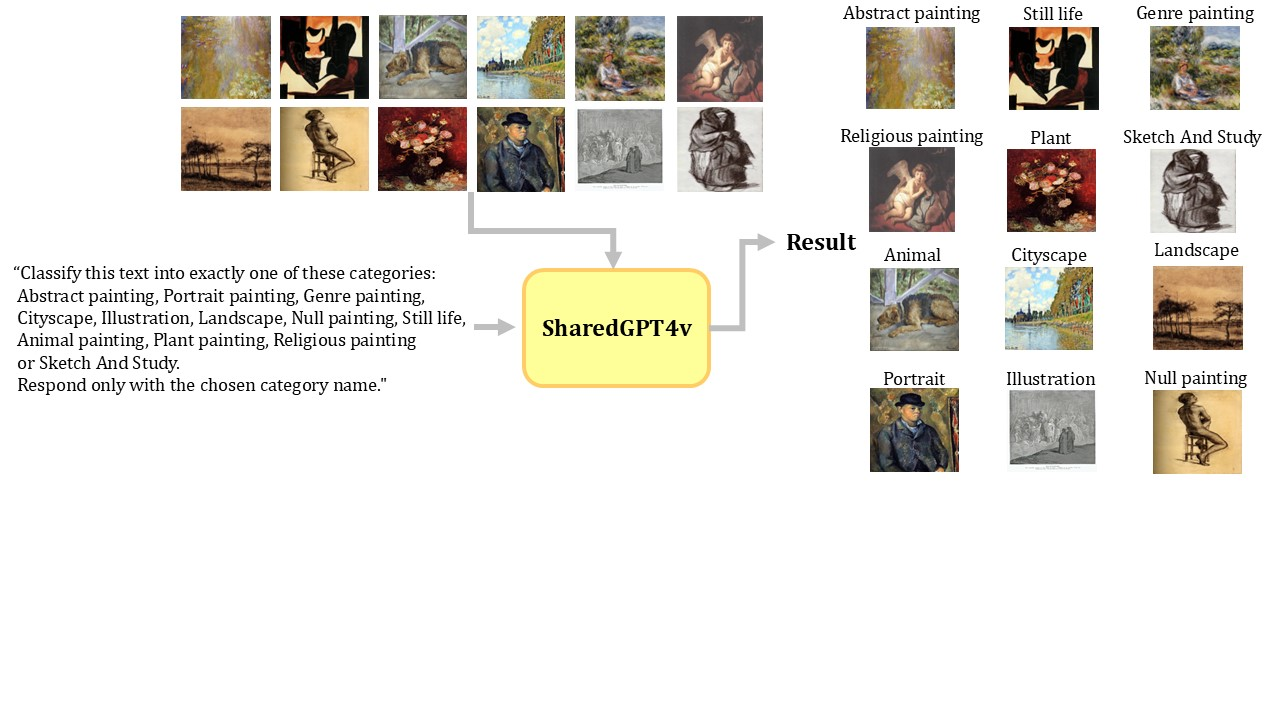 Abstract painting
Still life
Genre painting
Religious painting
Plant
Sketch And Study
Result
Animal
Cityscape
Landscape
“Classify this text into exactly one of these categories:
Abstract painting, Portrait painting, Genre painting,
Cityscape, Illustration, Landscape, Null painting, Still life,
Animal painting, Plant painting, Religious painting
or Sketch And Study.
Respond only with the chosen category name."
SharedGPT4v
Portrait
Illustration
Null painting